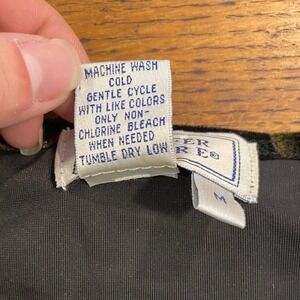 MACHINE WASH
COLD
GENTLE CYCLE
WITH LIKE COLORS
ONLY NON-
CHLORINE BLEACH
WHEN NEEDED
TUMBLE DRY LOW
M